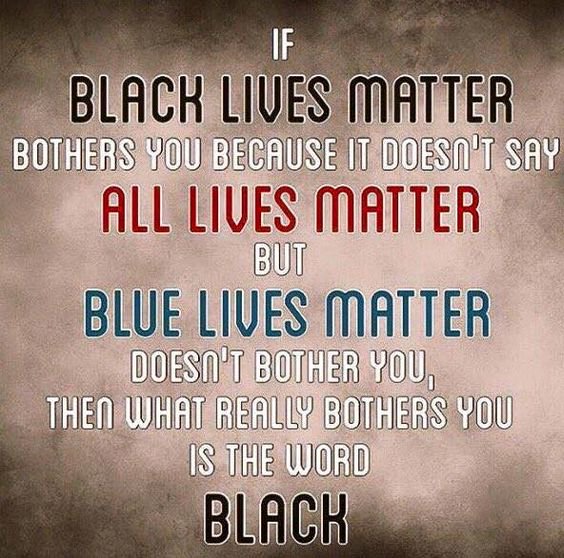 IF
BLACK LIVES MATTER
BOTHERS YOU BECAUSE IT DOESN'T SAY
ALL LIVES MATTER
BUT
BLUE LIVES MATTER
DOESN'T BOTHER YOU,
THEN WHAT REALLY BOTHERS YOU
IS THE WORD
BLACK